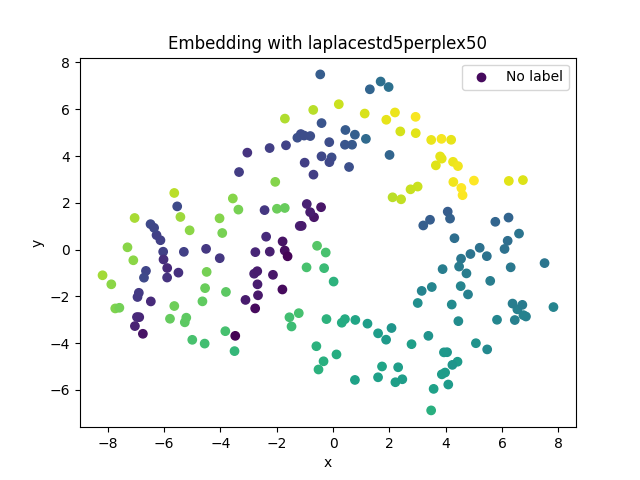 Embedding with laplacestd5perplex50
No label
8
6
4
2
0
−2
−4
−6
y
−8 −6 −4 −2 0 2 4 6 8
x